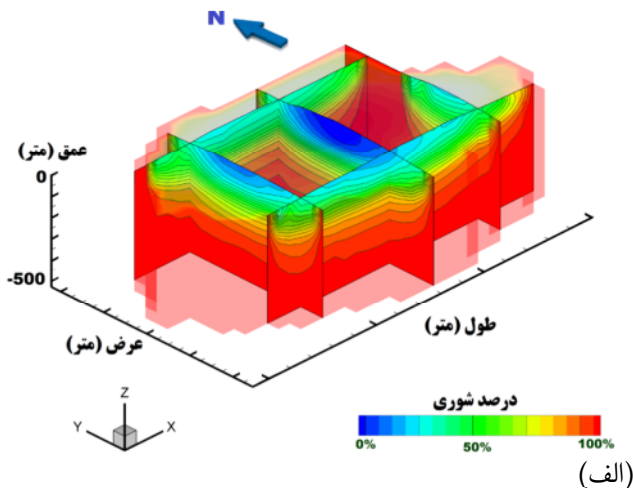 N
عمق (متر)
0
-500
عرض (متر)
طول (متر)
Z
Y
X
درصد شوری
0%
50%
100%
(الف)